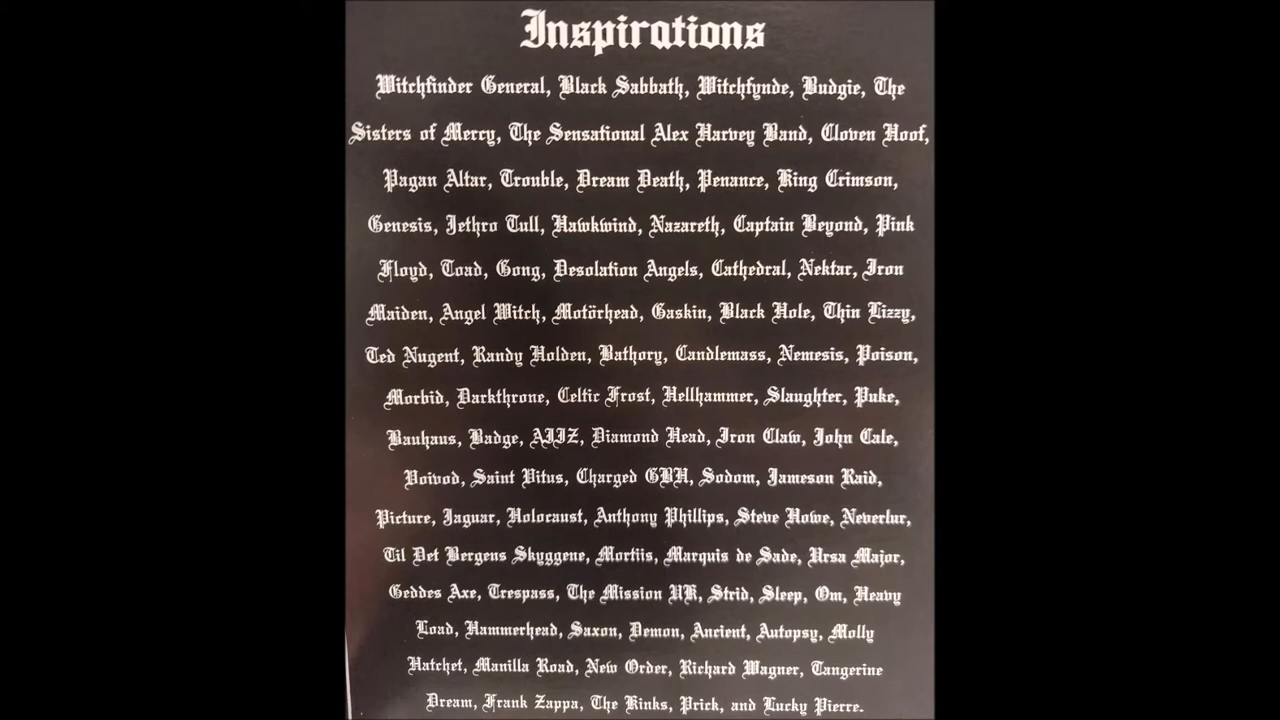 Inspirations
Witchfinder General, Black Sabbath, Witchfynde, Budgie, The
Sisters of Mercy, The Sensational Alex Harvey Band, Cloven Hoof,
Pagan Altar, Trouble, Dream Death, Penance, King Crimson,
Genesis, Jethro Tull, Hawkwind, Nazareth, Captain Beyond, Pink
Floyd, Toad, Gong, Desolation Angels, Cathedral, Nektar, Iron
Maiden, Angel Witch, Motörhead, Gaskin, Black Hole, Thin Lizzy,
Ted Nugent, Randy Holden, Bathory, Candlemass, Nemesis, Poison,
Morbid, Darkthrone, Celtic Frost, Hellhammer, Slaughter, Puke,
Bauhaus, Badge, AIIZ, Diamond Head, Iron Claw, John Cale,
Voivod, Saint Vitus, Charged GBH, Sodom, Jameson Raid,
Picture, Jaguar, Holocaust, Anthony Phillips, Steve Howe, Neverlur,
Til Det Bergens Skyggene, Mortiis, Marquis de Sade, Ursa Major,
Geddes Axe, Trespass, The Mission UK, Strid, Sleep, Om, Heavy
Load, Hammerhead, Saxon, Demon, Ancient, Autopsy, Molly
Hatchet, Manilla Road, New Order, Richard Wagner, Tangerine
Dream, Frank Zappa, The Kinks, Prick, and Lucky Pierre.